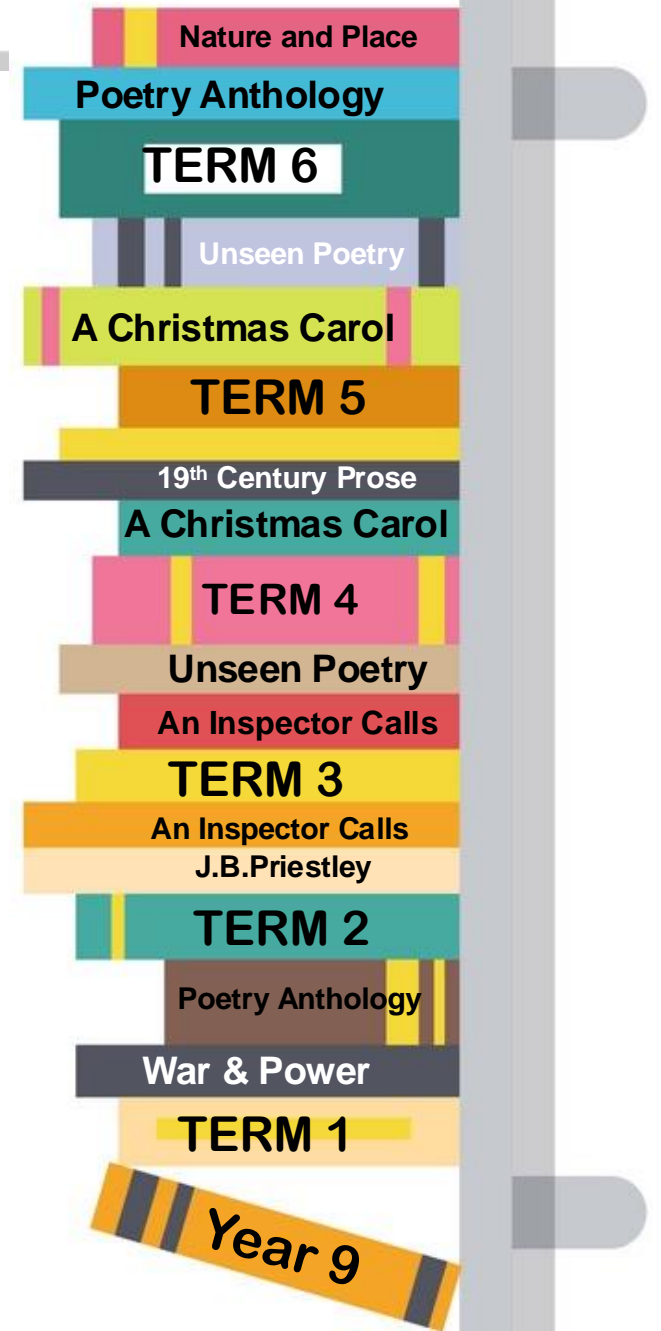 Nature and Place
Poetry Anthology
TERM 6
Unseen Poetry
A Christmas Carol
TERM 5
19th Century Prose
A Christmas Carol
TERM 4
Unseen Poetry
An Inspector Calls
TERM 3
An Inspector Calls
J.B.Priestley
TERM 2
Poetry Anthology
War & Power
TERM 1
Year 9